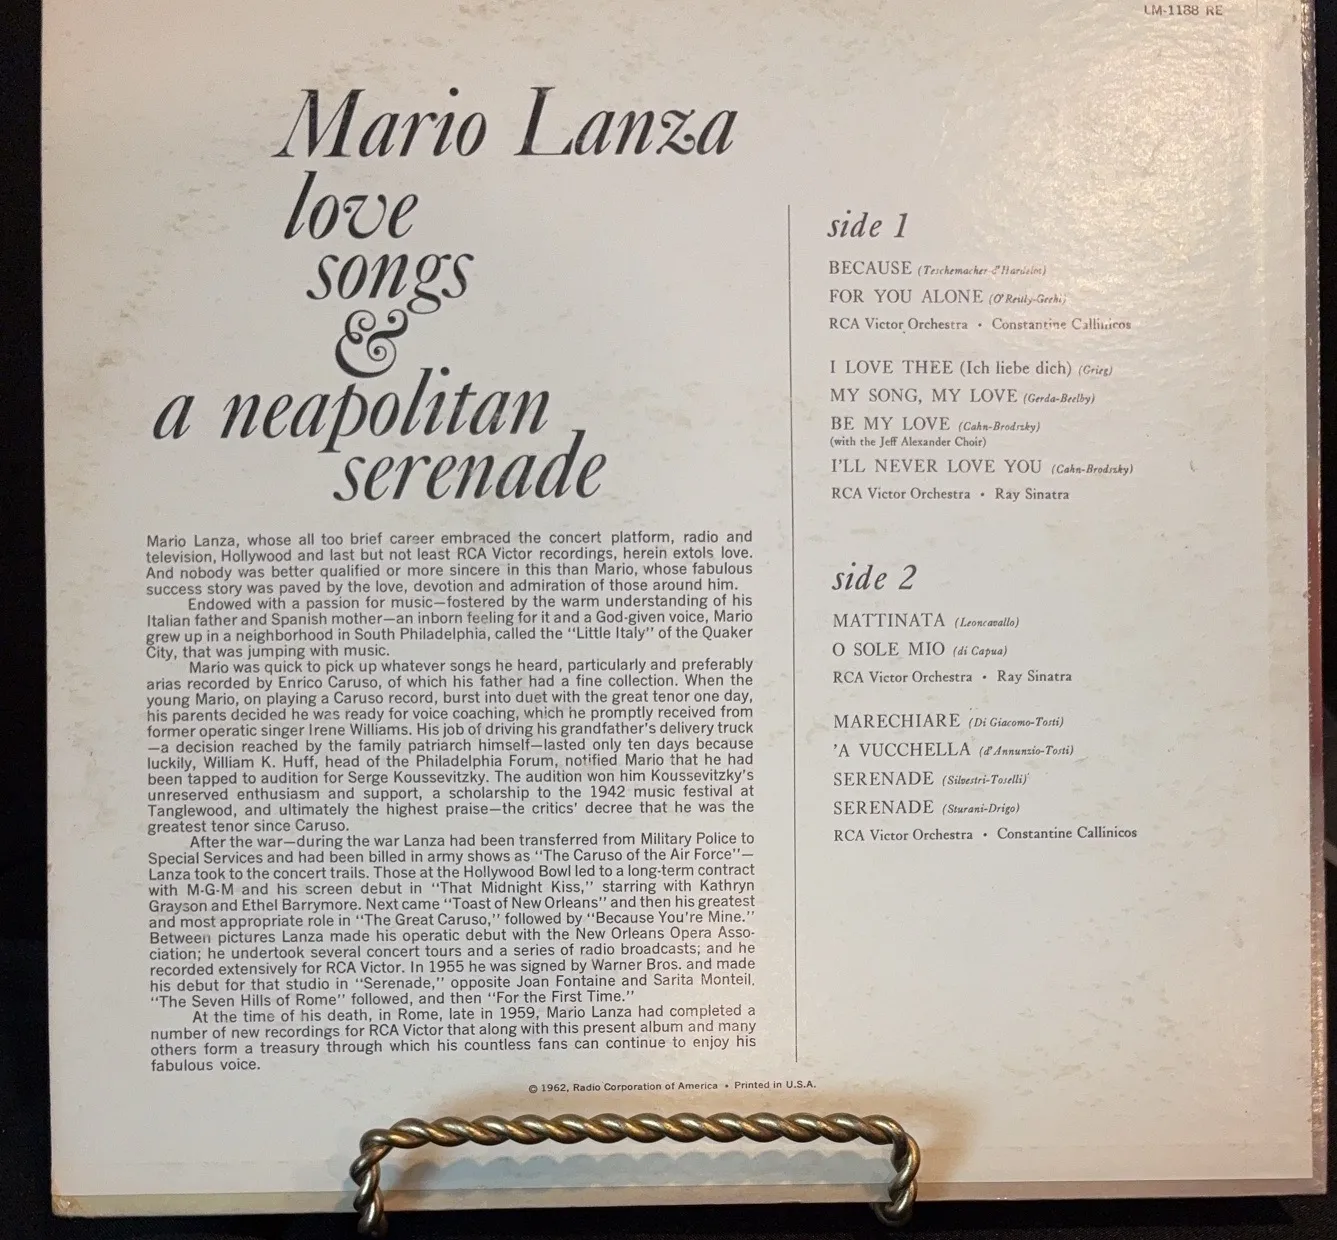 LM-1188 RE
Mario Lanza
love
songs
&
a neapolitan
serenade
Mario Lanza, whose all too brief career embraced the concert platform, radio and
television, Hollywood and last but not least RCA Victor recordings, herein extols love.
And nobody was better qualified or more sincere in this than Mario, whose fabulous
success story was paved by the love, devotion and admiration of those around him.
Endowed with a passion for music—fostered by the warm understanding of his
Italian father and Spanish mother—an inborn feeling for it and a God-given voice, Mario
grew up in a neighborhood in South Philadelphia, called the "Little Italy" of the Quaker
City, that was jumping with music.
Mario was quick to pick up whatever songs he heard, particularly and preferably
arias recorded by Enrico Caruso, of which his father had a fine collection. When the
young Mario, on playing a Caruso record, burst into duet with the great tenor one day,
his parents decided he was ready for voice coaching, which he promptly received from
former operatic singer Irene Williams. His job of driving his grandfather's delivery truck
—a decision reached by the family patriarch himself—lasted only ten days because
luckily, William K. Huff, head of the Philadelphia Forum, notified Mario that he had
been tapped to audition for Serge Koussevitzky. The audition won him Koussevitzky's
unreserved enthusiasm and support, a scholarship to the 1942 music festival at
Tanglewood, and ultimately the highest praise—the critics' decree that he was the
greatest tenor since Caruso.
After the war—during the war Lanza had been transferred from Military Police to
Special Services and had been billed in army shows as "The Caruso of the Air Force"—
Lanza took to the concert trails. Those at the Hollywood Bowl led to a long-term contract
with M-G-M and his screen debut in "That Midnight Kiss," starring with Kathryn
Grayson and Ethel Barrymore. Next came "Toast of New Orleans" and then his greatest
and most appropriate role in "The Great Caruso," followed by "Because You're Mine."
Between pictures Lanza made his operatic debut with the New Orleans Opera Asso-
ciation; he undertook several concert tours and a series of radio broadcasts; and he
recorded extensively for RCA Victor. In 1955 he was signed by Warner Bros. and made
his debut for that studio in "Serenade," opposite Joan Fontaine and Sarita Monteil.
"The Seven Hills of Rome" followed, and then "For the First Time."
At the time of his death, in Rome, late in 1959, Mario Lanza had completed a
number of new recordings for RCA Victor that along with this present album and many
others form a treasury through which his countless fans can continue to enjoy his
fabulous voice.
side 1
BECAUSE (Teschemacher-d'Hardelot)
FOR YOU ALONE (O'Reilly-Geehl)
RCA Victor Orchestra • Constantine Callinicos
I LOVE THEE (Ich liebe dich) (Grieg)
MY SONG, MY LOVE (Gerda-Beelby)
BE MY LOVE (Cahn-Brodszky)
(with the Jeff Alexander Choir)
I'LL NEVER LOVE YOU (Cahn-Brodszky)
RCA Victor Orchestra • Ray Sinatra
side 2
MATTINATA (Leoncavallo)
O SOLE MIO (di Capua)
RCA Victor Orchestra • Ray Sinatra
MARECHIARE (Di Giacomo-Tosti)
'A VUCCHELLA (d'Annunzio-Tosti)
SERENADE (Silvestri-Toselli)
SERENADE (Sturani-Drigo)
RCA Victor Orchestra • Constantine Callinicos
© 1962, Radio Corporation of America • Printed in U.S.A.